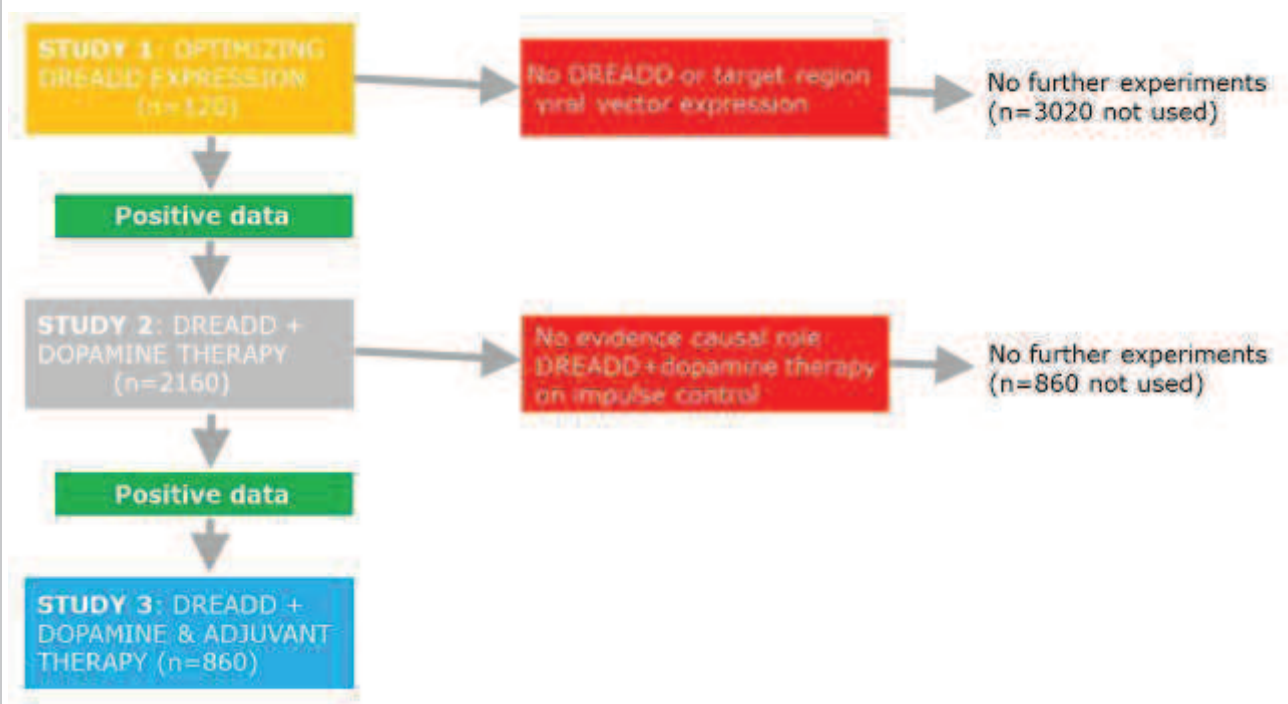 STUDY 1: OPTIMIZING
DREADD EXPRESSION
(n=120)
No DREADD or target region
viral vector expression
No further experiments
(n=3020 not used)
Positive data
STUDY 2: DREADD +
DOPAMINE THERAPY
(n=2160)
No evidence causal role
DREADD+dopamine therapy
on impulse control
No further experiments
(n=860 not used)
Positive data
STUDY 3: DREADD +
DOPAMINE & ADJUVANT
THERAPY (n=860)